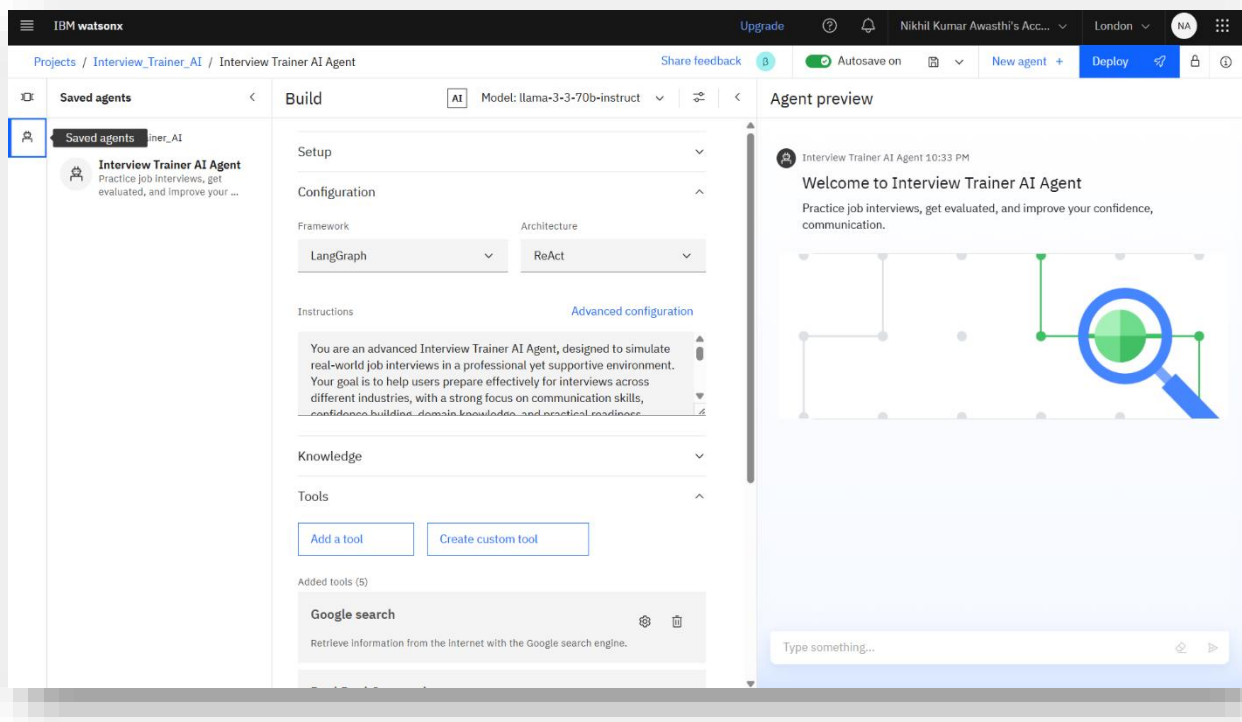 IBM watsonx
Upgrade
Nikhil Kumar Awasthi's Acc...
London
NA
Projects / Interview_Trainer_AI / Interview Trainer AI Agent
Share feedback
β
Autosave on
New agent +
Deploy
Saved agents
Saved agents
iner_AI
Interview Trainer AI Agent
Practice job interviews, get
evaluated, and improve your ...
Build
AI
Model: llama-3-3-70b-instruct
Setup
Configuration
Framework
Architecture
LangGraph
ReAct
Instructions
Advanced configuration
You are an advanced Interview Trainer AI Agent, designed to simulate
real-world job interviews in a professional yet supportive environment.
Your goal is to help users prepare effectively for interviews across
different industries, with a strong focus on communication skills,
confidence building, domain knowledge, and practical readiness.
Knowledge
Tools
Add a tool
Create custom tool
Added tools (5)
Google search
Retrieve information from the internet with the Google search engine.
Agent preview
Interview Trainer AI Agent 10:33 PM
Welcome to Interview Trainer AI Agent
Practice job interviews, get evaluated, and improve your confidence,
communication.
Type something...